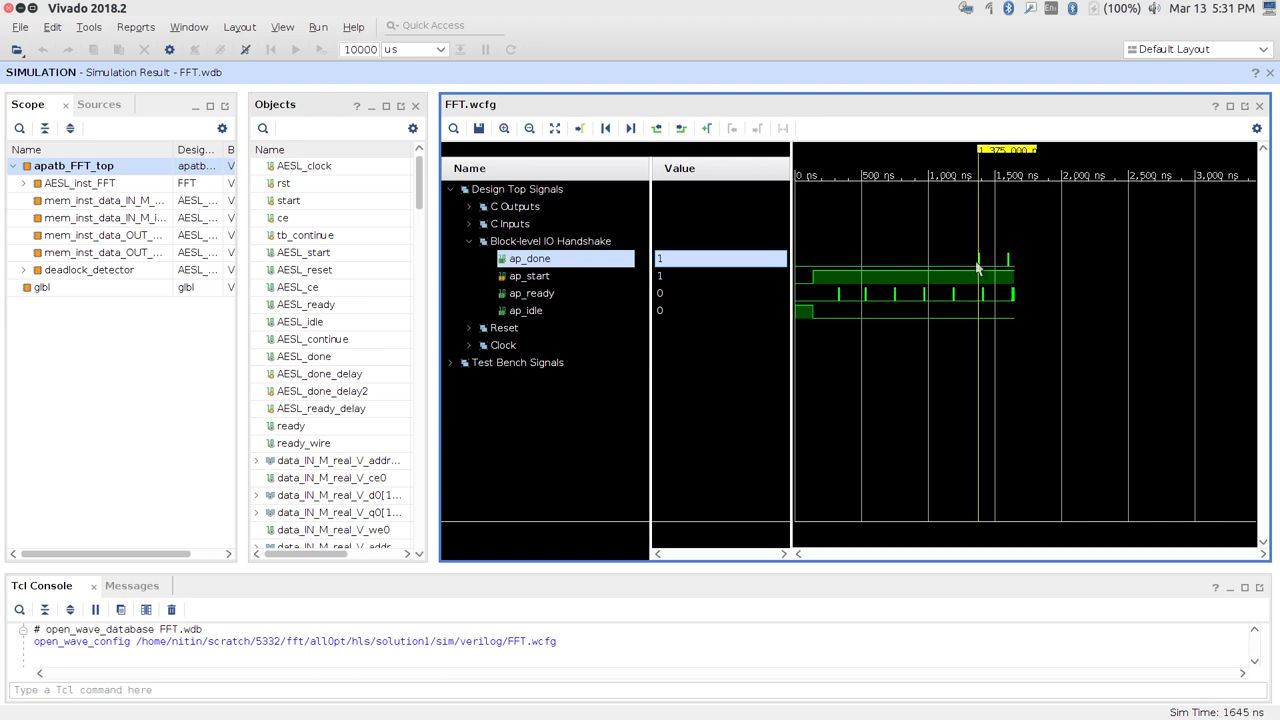 Vivado 2018.2
(100%) Mar 13 5:31 PM
File Edit Tools Reports Window Layout View Run Help Quick Access
10000 us Default Layout
SIMULATION - Simulation Result - FFT.wdb
Scope Sources
Name Desig... B
apatb_FFT_top apatb... V
AESL_inst_FFT FFT V
mem_inst_data_IN_M_... AESL_... V
mem_inst_data_IN_M_i... AESL_... V
mem_inst_data_OUT_... AESL_... V
mem_inst_data_OUT_... AESL_... V
deadlock_detector AESL_... V
glbl glbl V
Objects
Name
AESL_clock
rst
start
ce
tb_continue
AESL_start
AESL_reset
AESL_ce
AESL_ready
AESL_idle
AESL_continue
AESL_done
AESL_done_delay
AESL_done_delay2
AESL_ready_delay
ready
ready_wire
data_IN_M_real_V_addr...
data_IN_M_real_V_ce0
data_IN_M_real_V_d0[1...
data_IN_M_real_V_q0[1...
data_IN_M_real_V_we0
data_IN_M_real_V_addr...
FFT.wcfg
Name Value
Design Top Signals
C Outputs
C Inputs
Block-level IO Handshake
ap_done 1
ap_start 1
ap_ready 0
ap_idle 0
Reset
Clock
Test Bench Signals
1,375.000 n
0 ns 500 ns 1,000 ns 1,500 ns 2,000 ns 2,500 ns 3,000 ns
Tcl Console Messages
# open_wave_database FFT.wdb
open_wave_config /home/nitin/scratch/5332/fft/allOpt/hls/solution1/sim/verilog/FFT.wcfg
Type a Tcl command here
Sim Time: 1645 ns